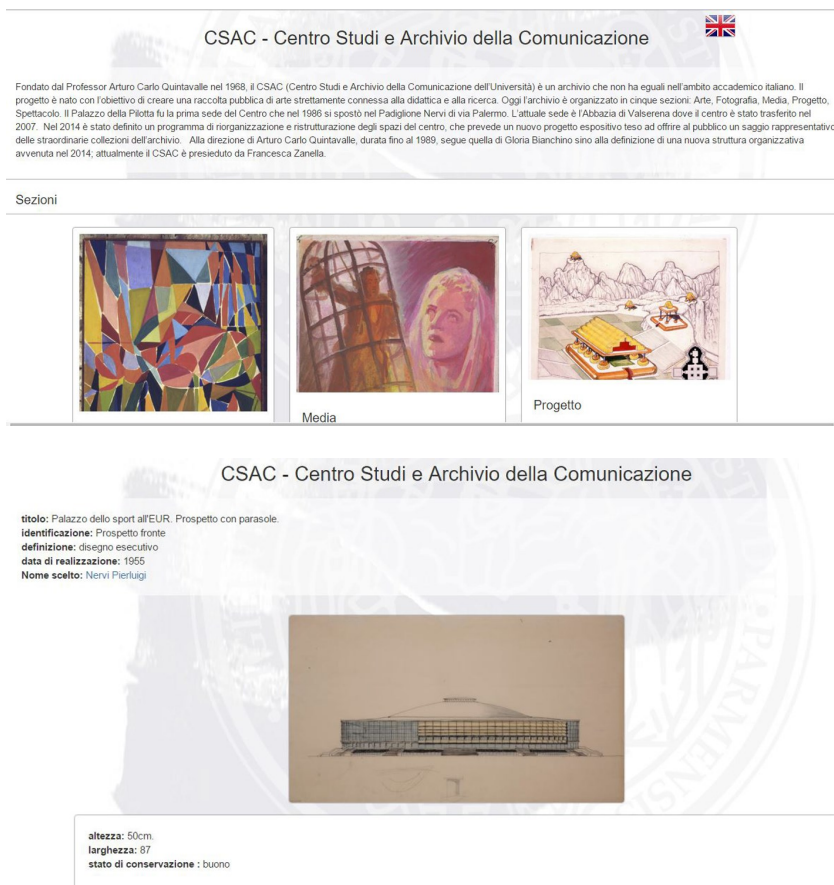 CSAC - Centro Studi e Archivio della Comunicazione
Fondato dal Professor Arturo Carlo Quintavalle nel 1968, il CSAC (Centro Studi e Archivio della Comunicazione dell'Università) è un archivio che non ha eguali nell'ambito accademico italiano. Il
progetto è nato con l'obiettivo di creare una raccolta pubblica di arte strettamente connessa alla didattica e alla ricerca. Oggi l'archivio è organizzato in cinque sezioni: Arte, Fotografia, Media, Progetto,
Spettacolo. Il Palazzo della Pilotta fu la prima sede del Centro che nel 1986 si spostò nel Padiglione Nervi di via Palermo. L'attuale sede è l'Abbazia di Valserena dove il centro è stato trasferito nel
2007. Nel 2014 è stato definito un programma di riorganizzazione e ristrutturazione degli spazi del centro, che prevede un nuovo progetto espositivo teso ad offrire al pubblico un saggio rappresentativo
delle straordinarie collezioni dell'archivio. Alla direzione di Arturo Carlo Quintavalle, durata fino al 1989, segue quella di Gloria Bianchino sino alla definizione di una nuova struttura organizzativa
avvenuta nel 2014; attualmente il CSAC è presieduto da Francesca Zanella.
Sezioni
Media
Progetto
CSAC - Centro Studi e Archivio della Comunicazione
titolo: Palazzo dello sport all'EUR. Prospetto con parasole.
identificazione: Prospetto fronte
definizione: disegno esecutivo
data di realizzazione: 1955
Nome scelto: Nervi Pierluigi
altezza: 50cm.
larghezza: 87
stato di conservazione : buono